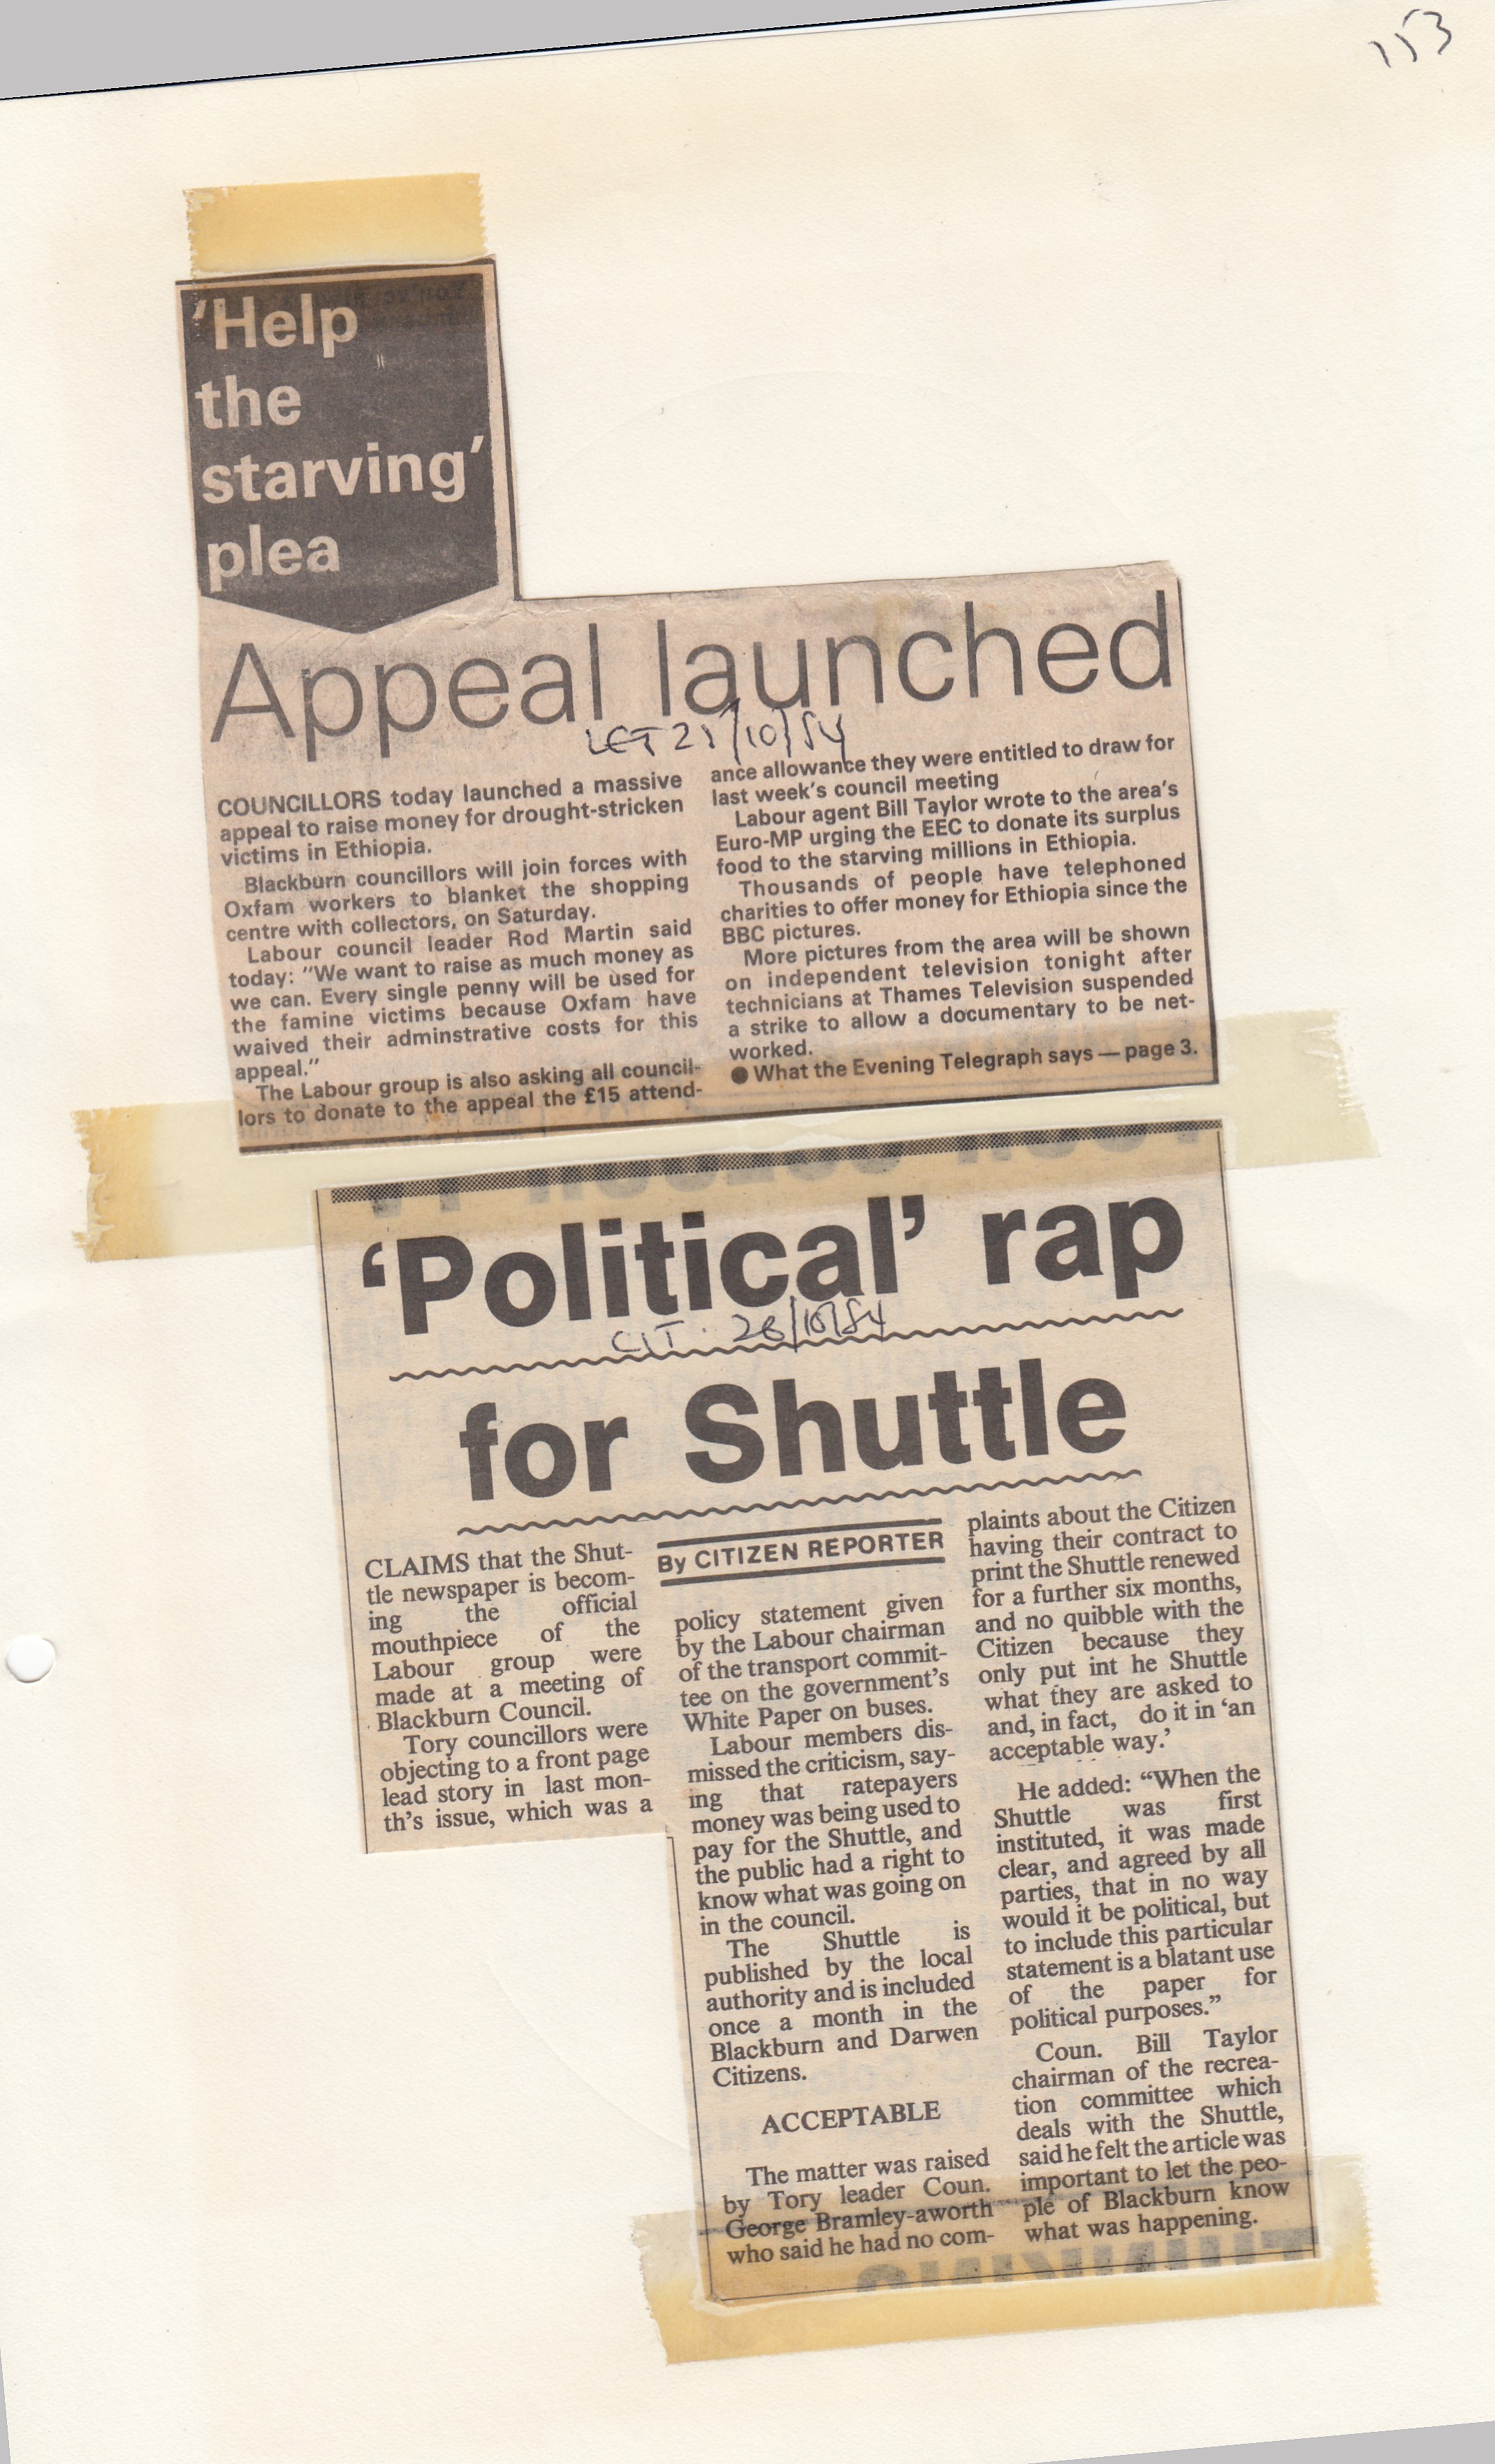 153
'Help
the
starving'
plea
Appeal launched
COUNCILLORS today launched a massive
appeal to raise money for drought-stricken
victims in Ethiopia.
Blackburn councillors will join forces with
Oxfam workers to blanket the shopping
centre with collectors, on Saturday.
Labour council leader Rod Martin said
today: "We want to raise as much money as
we can. Every single penny will be used for
the famine victims because Oxfam have
waived their adminstrative costs for this
appeal."
The Labour group is also asking all council-
lors to donate to the appeal the £15 attend-
ance allowance they were entitled to draw for
last week's council meeting
Labour agent Bill Taylor wrote to the area's
Euro-MP urging the EEC to donate its surplus
food to the starving millions in Ethiopia.
Thousands of people have telephoned
charities to offer money for Ethiopia since the
BBC pictures.
More pictures from the area will be shown
on independent television tonight after
technicians at Thames Television suspended
a strike to allow a documentary to be net-
worked.
● What the Evening Telegraph says — page 3.
'Political' rap
CIT. 28/10/84
for Shuttle
By CITIZEN REPORTER
CLAIMS that the Shut-
tle newspaper is becom-
ing the official
mouthpiece of the
Labour group were
made at a meeting of
Blackburn Council.
Tory councillors were
objecting to a front page
lead story in last mon-
th's issue, which was a
policy statement given
by the Labour chairman
of the transport commit-
tee on the government's
White Paper on buses.
Labour members dis-
missed the criticism, say-
ing that ratepayers
money was being used to
pay for the Shuttle, and
the public had a right to
know what was going on
in the council.
The Shuttle is
published by the local
authority and is included
once a month in the
Blackburn and Darwen
Citizens.
ACCEPTABLE
The matter was raised
by Tory leader Coun.
George Bramley-aworth
who said he had no com-
plaints about the Citizen
having their contract to
print the Shuttle renewed
for a further six months,
and no quibble with the
Citizen because they
only put int he Shuttle
what they are asked to
and, in fact, do it in 'an
acceptable way.'
He added: "When the
Shuttle was first
instituted, it was made
clear, and agreed by all
parties, that in no way
would it be political, but
to include this particular
statement is a blatant use
of the paper for
political purposes."
Coun. Bill Taylor
chairman of the recrea-
tion committee which
deals with the Shuttle,
said he felt the article was
important to let the peo-
ple of Blackburn know
what was happening.